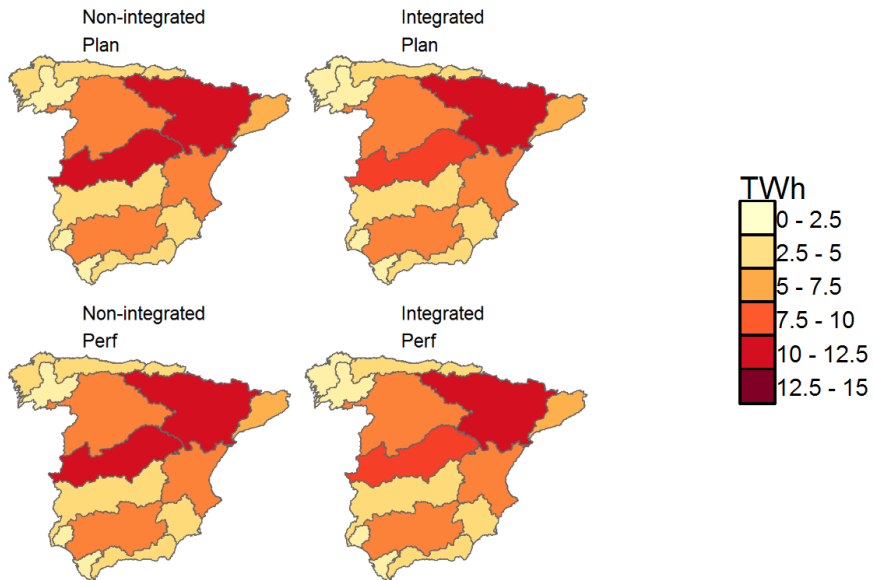 Non-integrated
Plan
Integrated
Plan
TWh
0 - 2.5
2.5 - 5
5 - 7.5
7.5 - 10
10 - 12.5
12.5 - 15
Non-integrated
Perf
Integrated
Perf